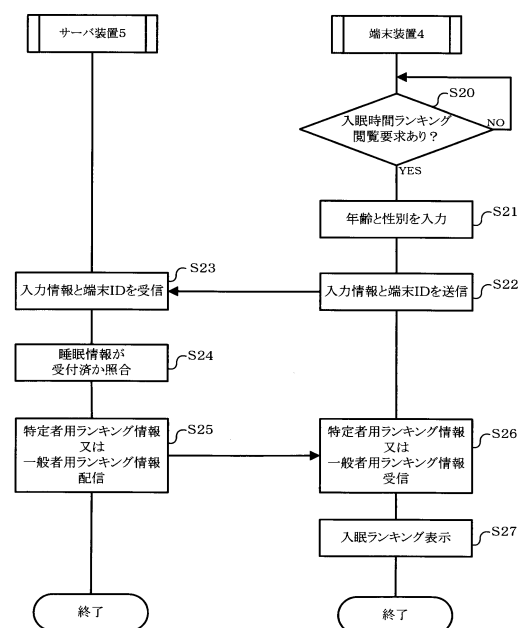 サーバ装置5
端末装置4
S20
入眠時間ランキング
閲覧要求あり?
NO
YES
S21
年齢と性別を入力
S23
入力情報と端末IDを受信
S22
入力情報と端末IDを送信
S24
睡眠情報が
受付済か照合
S25
特定者用ランキング情報
又は
一般者用ランキング情報
配信
S26
特定者用ランキング情報
又は
一般者用ランキング情報
受信
S27
入眠ランキング表示
終了
終了